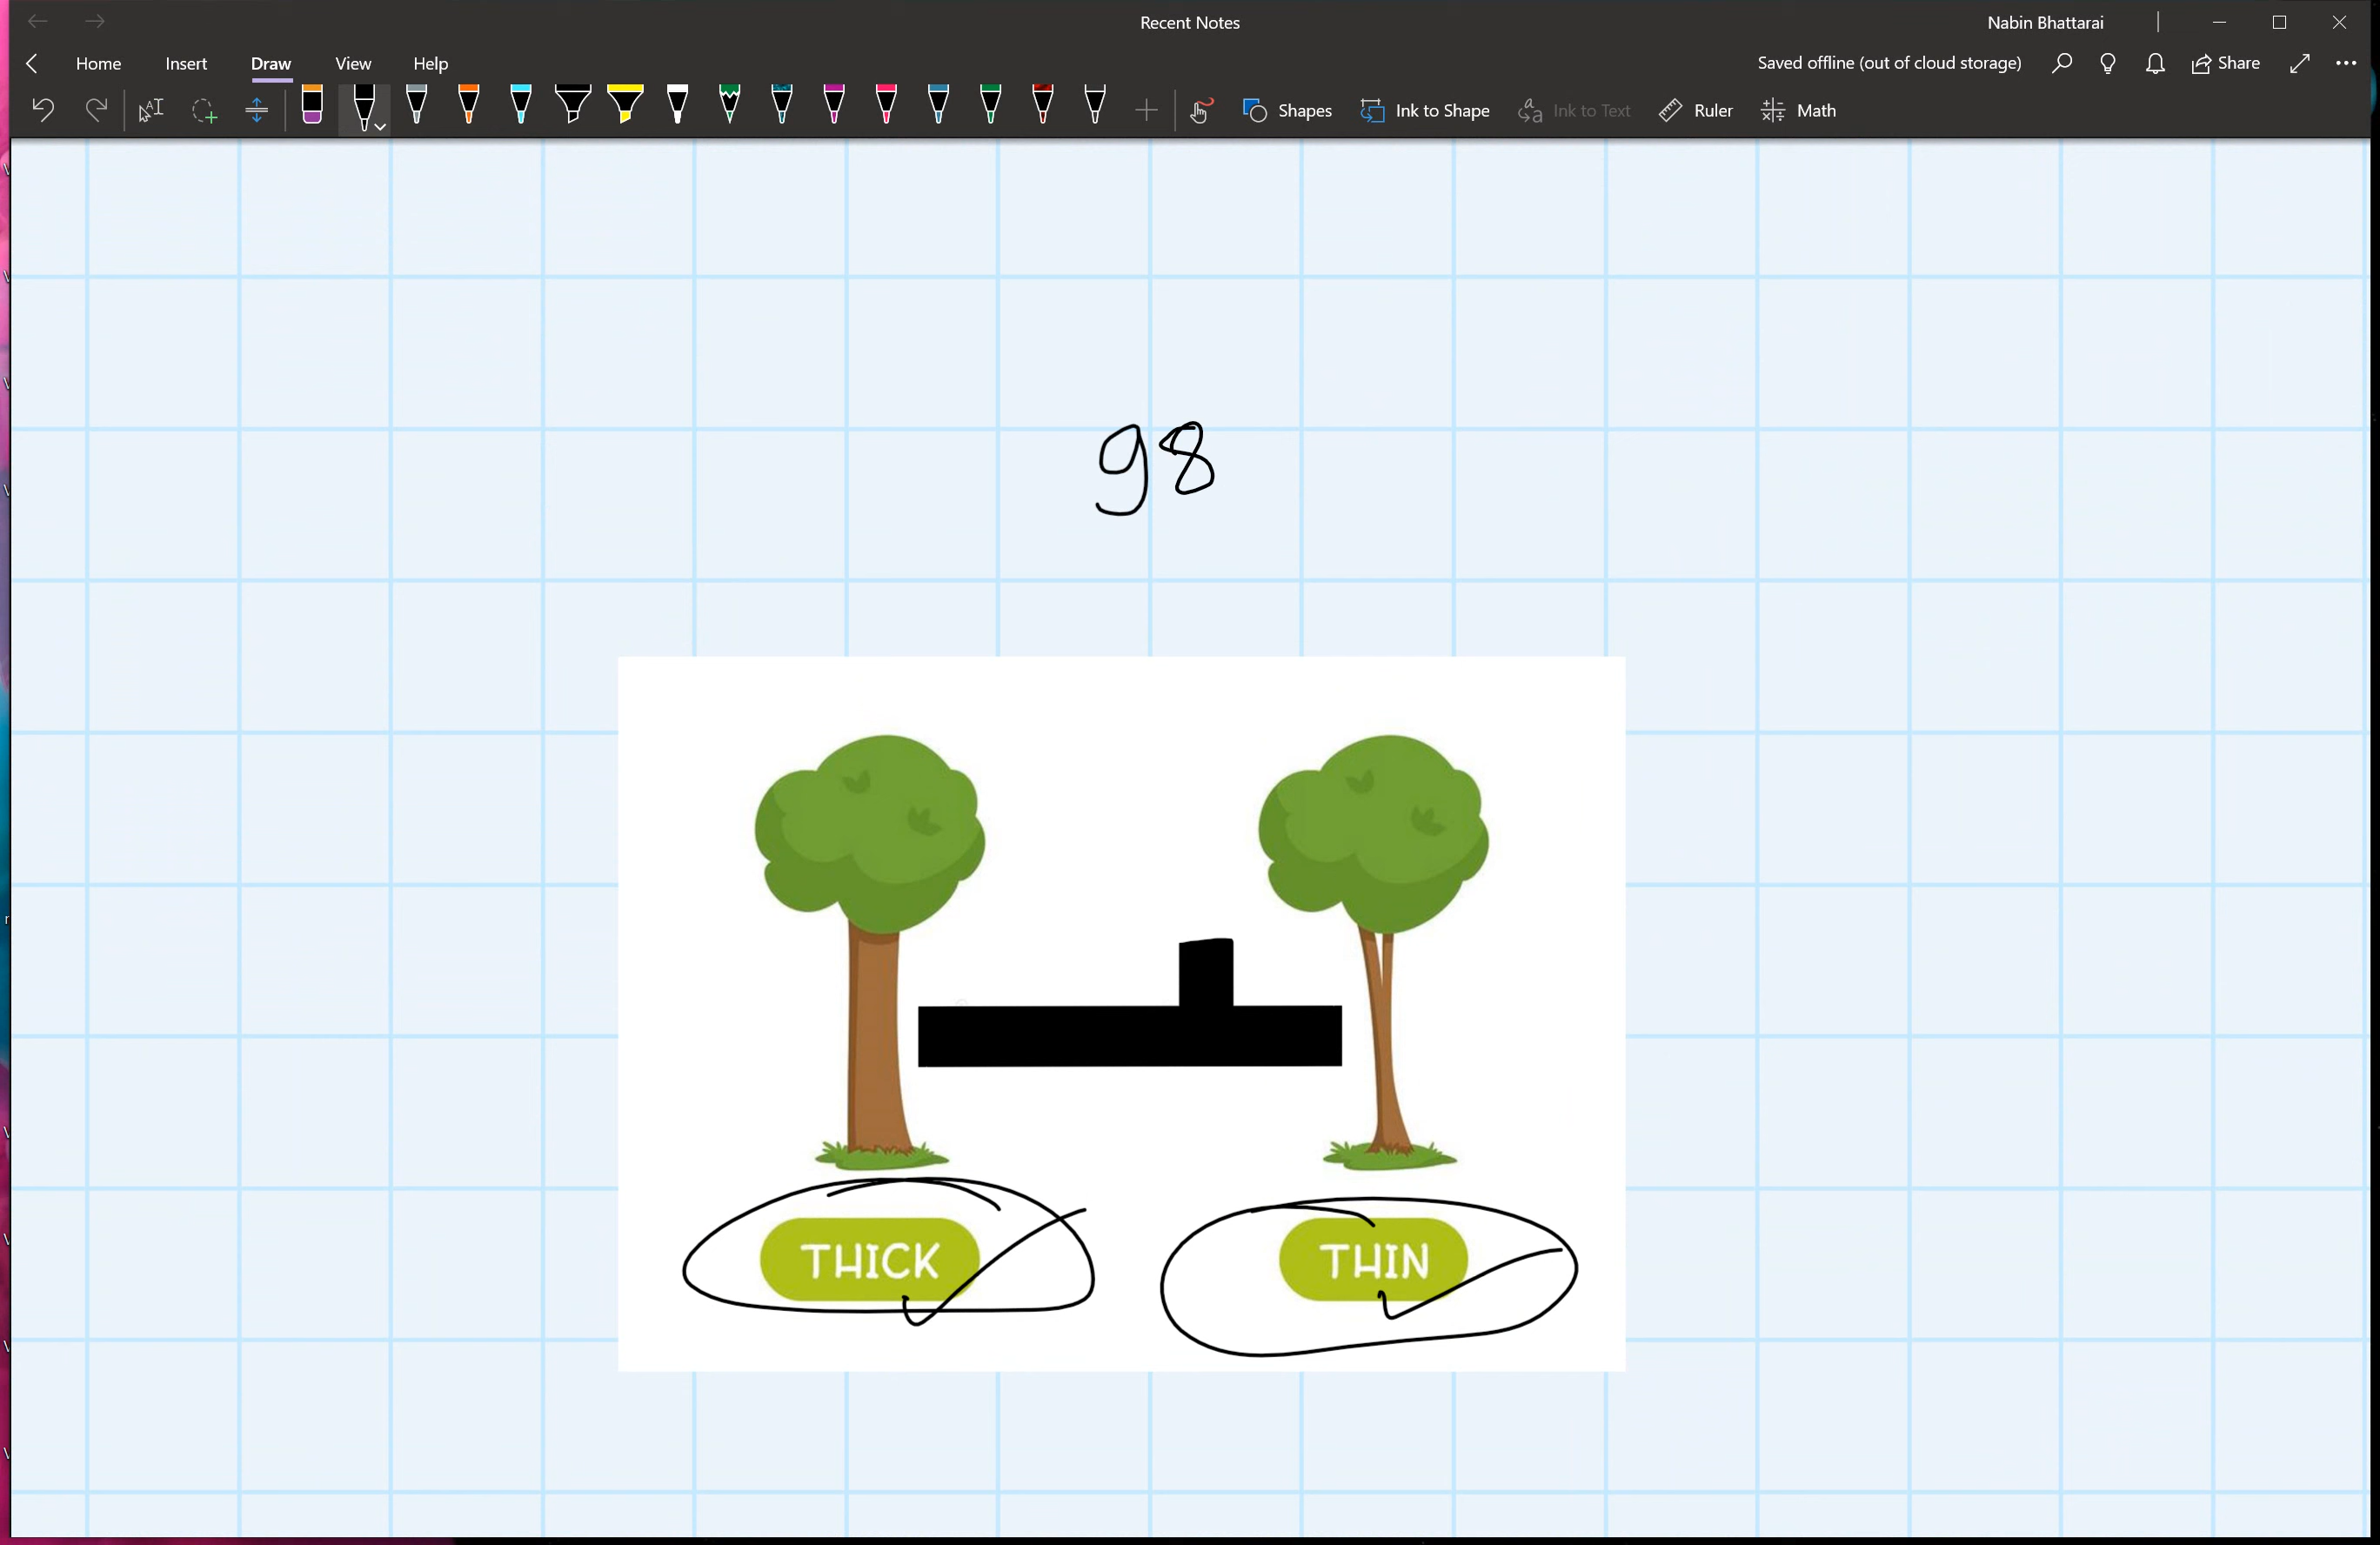 Recent Notes Nabin Bhattarai
Home Insert Draw View Help Saved offline (out of cloud storage) Share
Shapes Ink to Shape Ink to Text Ruler Math
98
THICK THIN